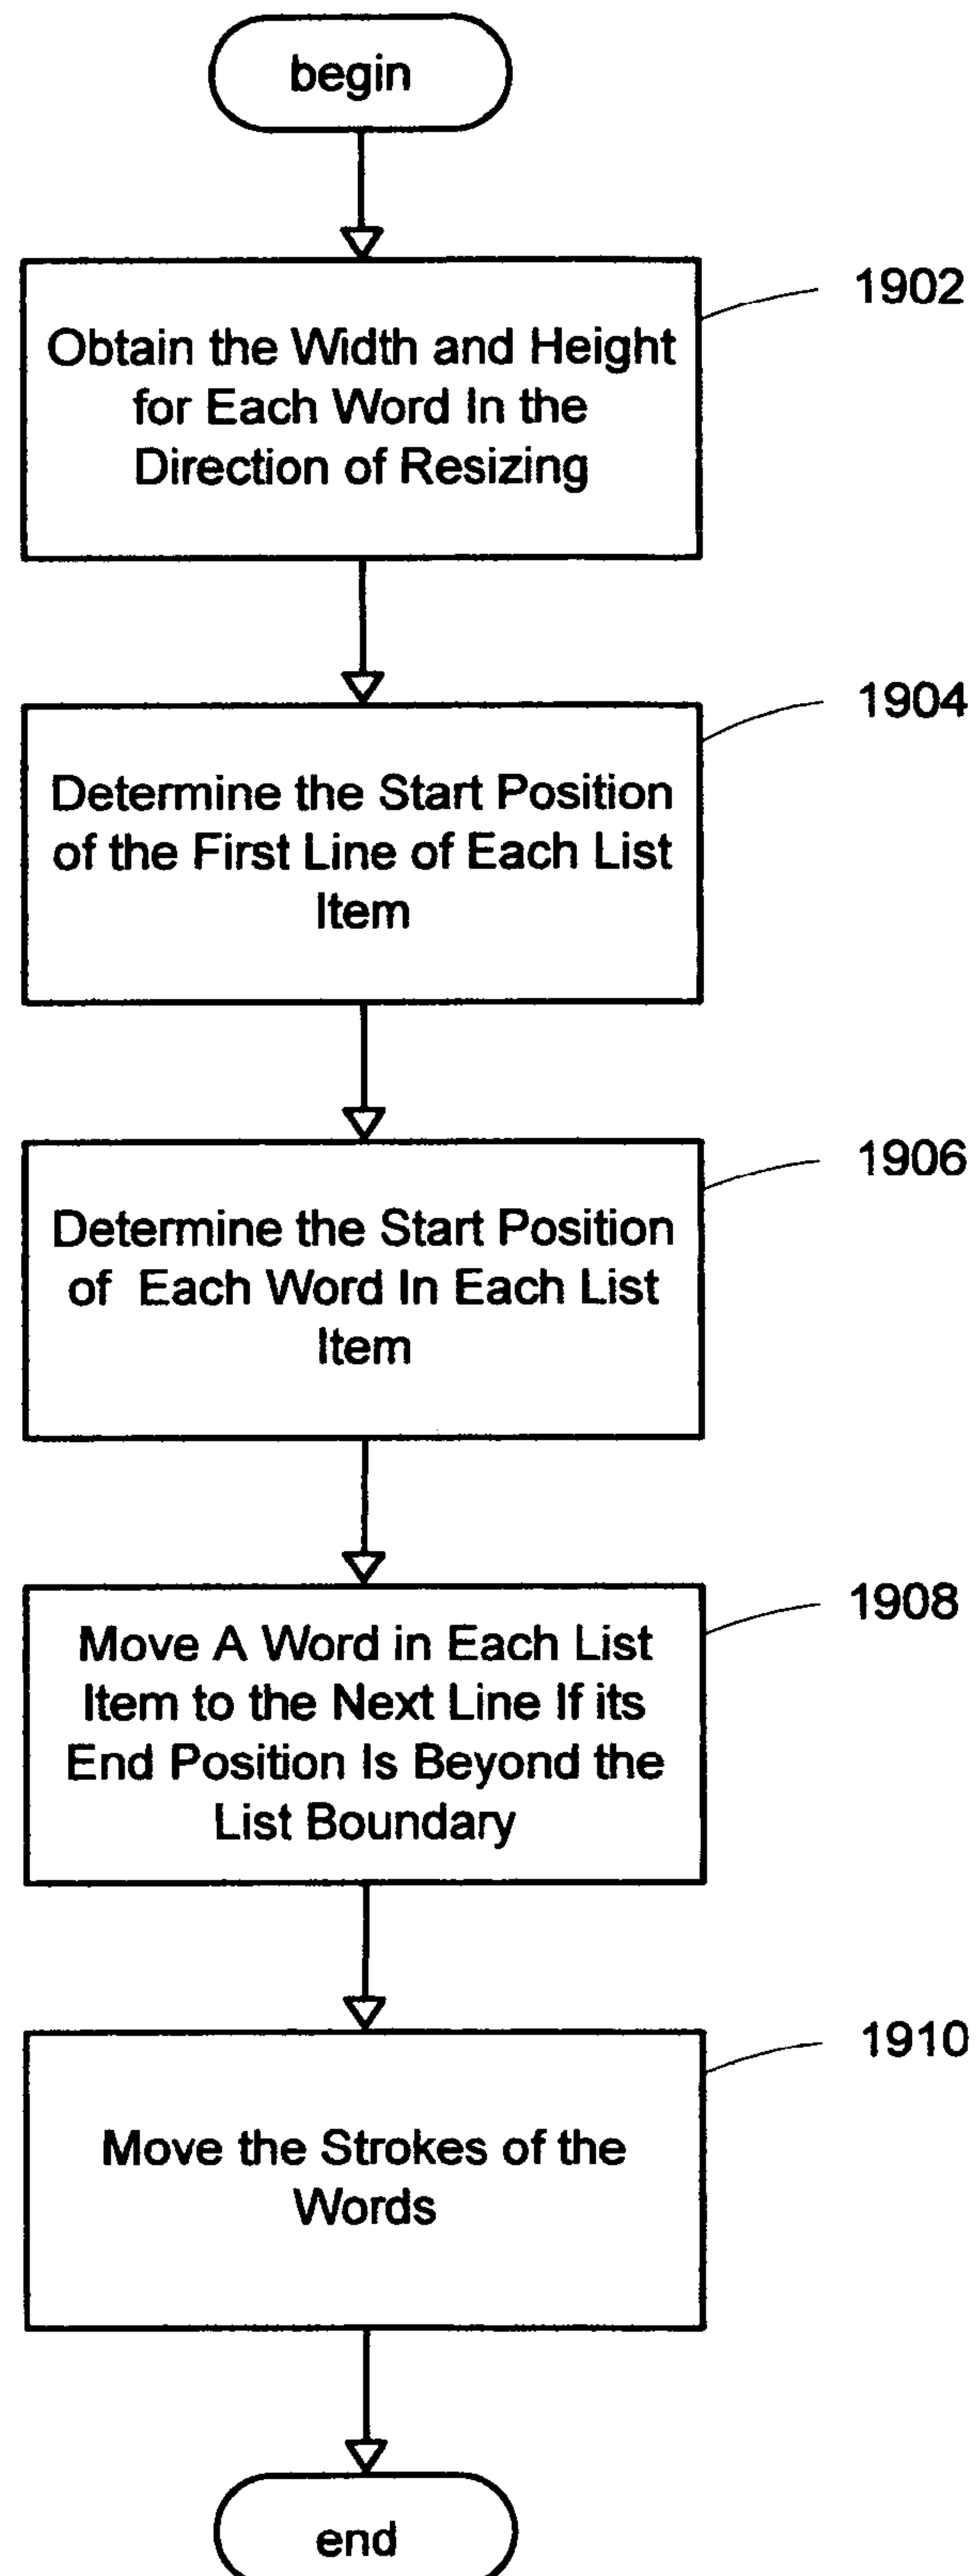 begin
1902
Obtain the Width and Height
for Each Word In the
Direction of Resizing
1904
Determine the Start Position
of the First Line of Each List
Item
1906
Determine the Start Position
of Each Word In Each List
Item
1908
Move A Word in Each List
Item to the Next Line If its
End Position Is Beyond the
List Boundary
1910
Move the Strokes of the
Words
end